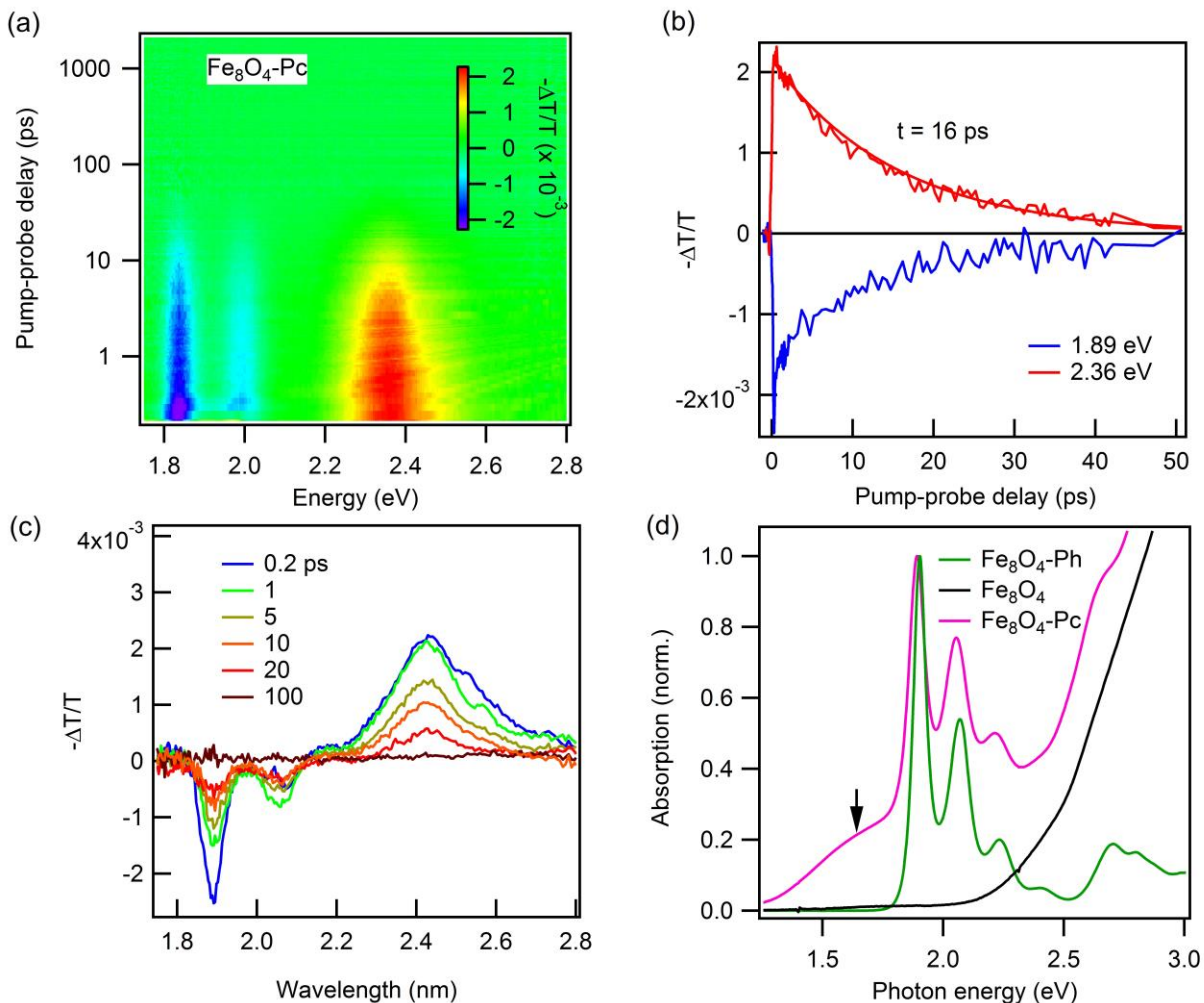 (a)
Fe₈O₄-Pc
1000
100
10
1
Pump-probe delay (ps)
2
1
0
-1
-2
-ΔT/T (x 10⁻³)
1.8
2.0
2.2
2.4
2.6
2.8
Energy (eV)
(b)
2
1
0
-1
-2x10⁻³
-ΔT/T
t = 16 ps
1.89 eV
2.36 eV
0
10
20
30
40
50
Pump-probe delay (ps)
(c)
4x10⁻³
3
2
1
0
-1
-2
-ΔT/T
0.2 ps
1
5
10
20
100
1.8
2.0
2.2
2.4
2.6
2.8
Wavelength (nm)
(d)
1.0
0.8
0.6
0.4
0.2
0.0
Absorption (norm.)
Fe₈O₄-Ph
Fe₈O₄
Fe₈O₄-Pc
1.5
2.0
2.5
3.0
Photon energy (eV)